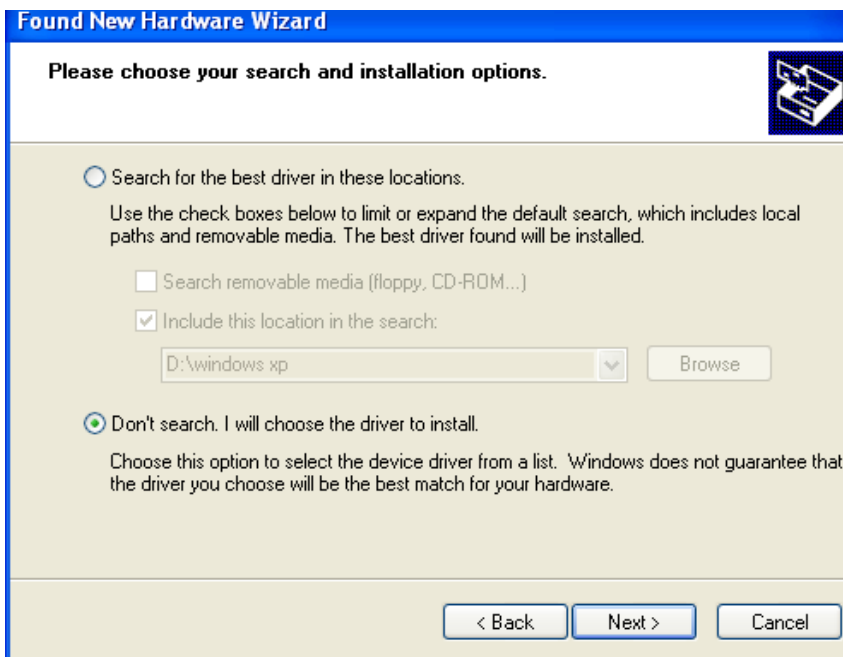 Found New Hardware Wizard
Please choose your search and installation options.
Search for the best driver in these locations.
Use the check boxes below to limit or expand the default search, which includes local
paths and removable media. The best driver found will be installed.
Search removable media (floppy, CD-ROM...)
Include this location in the search:
D:\windows xp
Browse
Don't search. I will choose the driver to install.
Choose this option to select the device driver from a list.  Windows does not guarantee that
the driver you choose will be the best match for your hardware.
< Back
Next >
Cancel